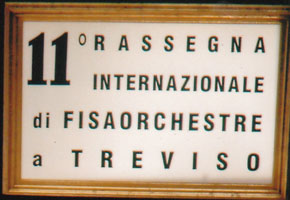 11° RASSEGNA
INTERNAZIONALE
di FISAORCHESTRE
a TREVISO